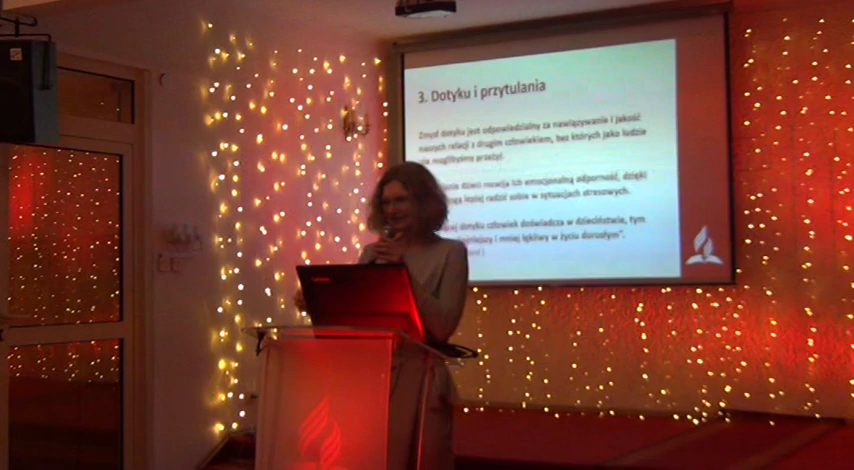 3. Dotyku i przytulania
Zmysł dotyku jest odpowiedzialny za nawiązywanie i jakość
naszych relacji z drugim człowiekiem, bez których jako ludzie
nie moglibyśmy przeżyć.
dzieci rozwija ich emocjonalną odporność, dzięki
lepiej radzić sobie w sytuacjach stresowych.
dotyku człowiek doświadcza w dzieciństwie, tym
i mniej lękliwy w życiu dorosłym”.